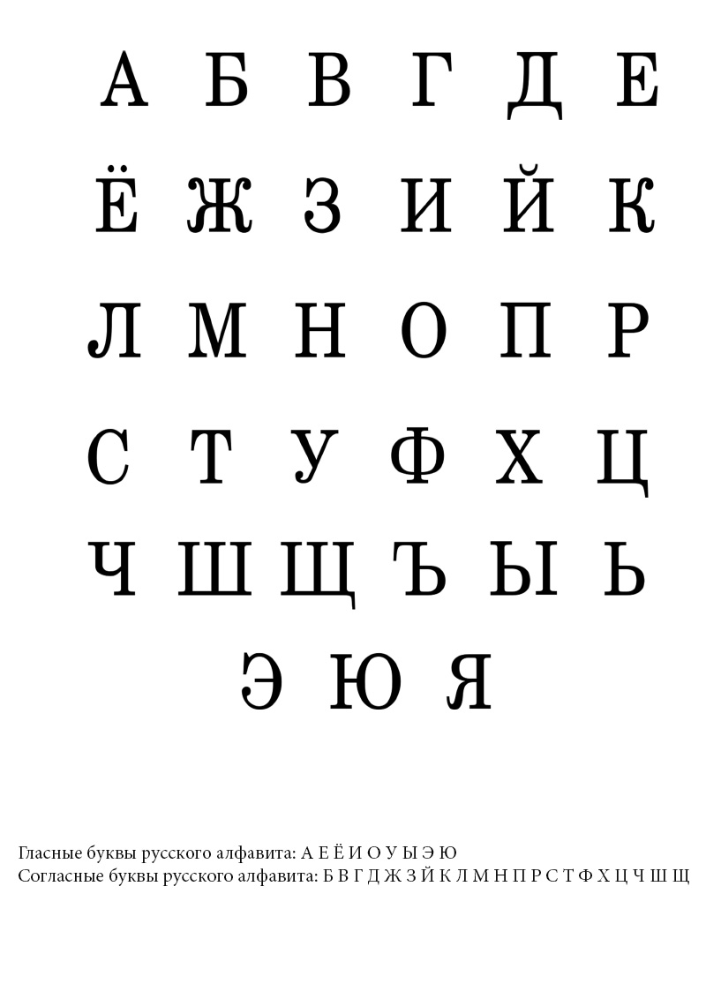 А Б В Г Д Е
Ё Ж З И Й К
Л М Н О П Р
С Т У Ф Х Ц
Ч Ш Щ Ъ Ы Ь
Э Ю Я
Гласные буквы русского алфавита: А Е Ё И О У Ы Э Ю
Согласные буквы русского алфавита: Б В Г Д Ж З Й К Л М Н П Р С Т Ф Х Ц Ч Ш Щ